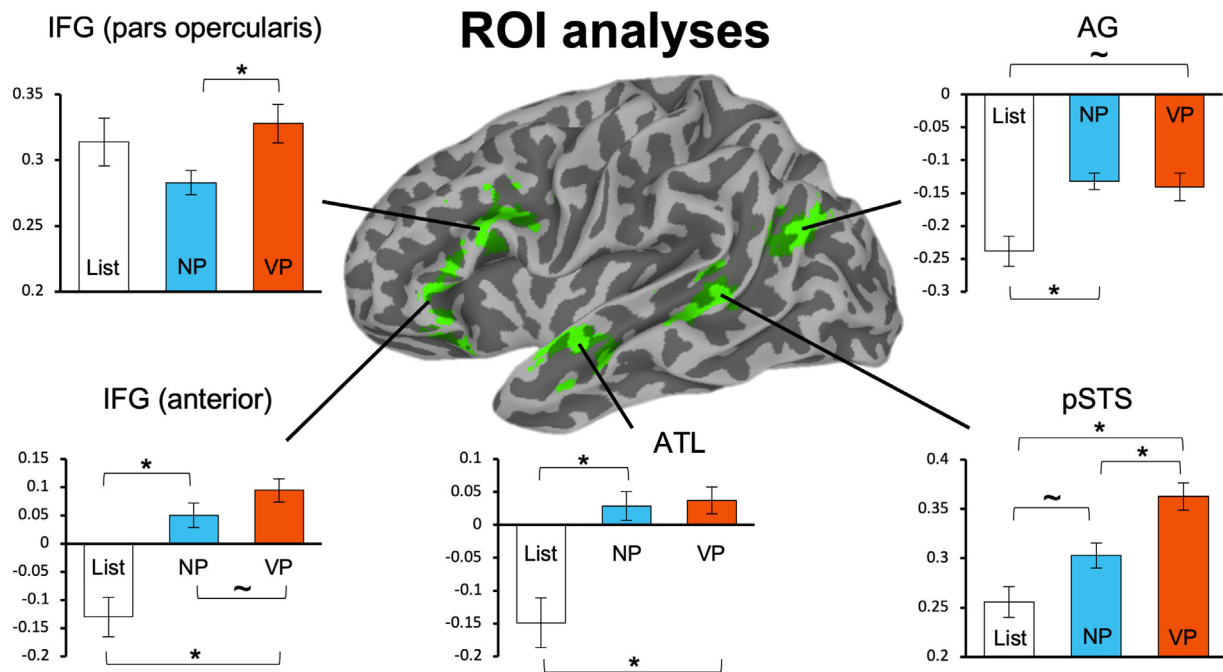 ROI analyses
IFG (pars opercularis)
*
0.35
0.3
0.25
0.2
List
NP
VP
AG
~
0
-0.05
-0.1
-0.15
-0.2
-0.25
-0.3
List
NP
VP
*
IFG (anterior)
*
0.15
0.1
0.05
0
-0.05
-0.1
-0.15
-0.2
List
NP
VP
~
*
ATL
*
0.1
0.05
0
-0.05
-0.1
-0.15
-0.2
List
NP
VP
*
pSTS
*
*
~
0.4
0.35
0.3
0.25
0.2
List
NP
VP